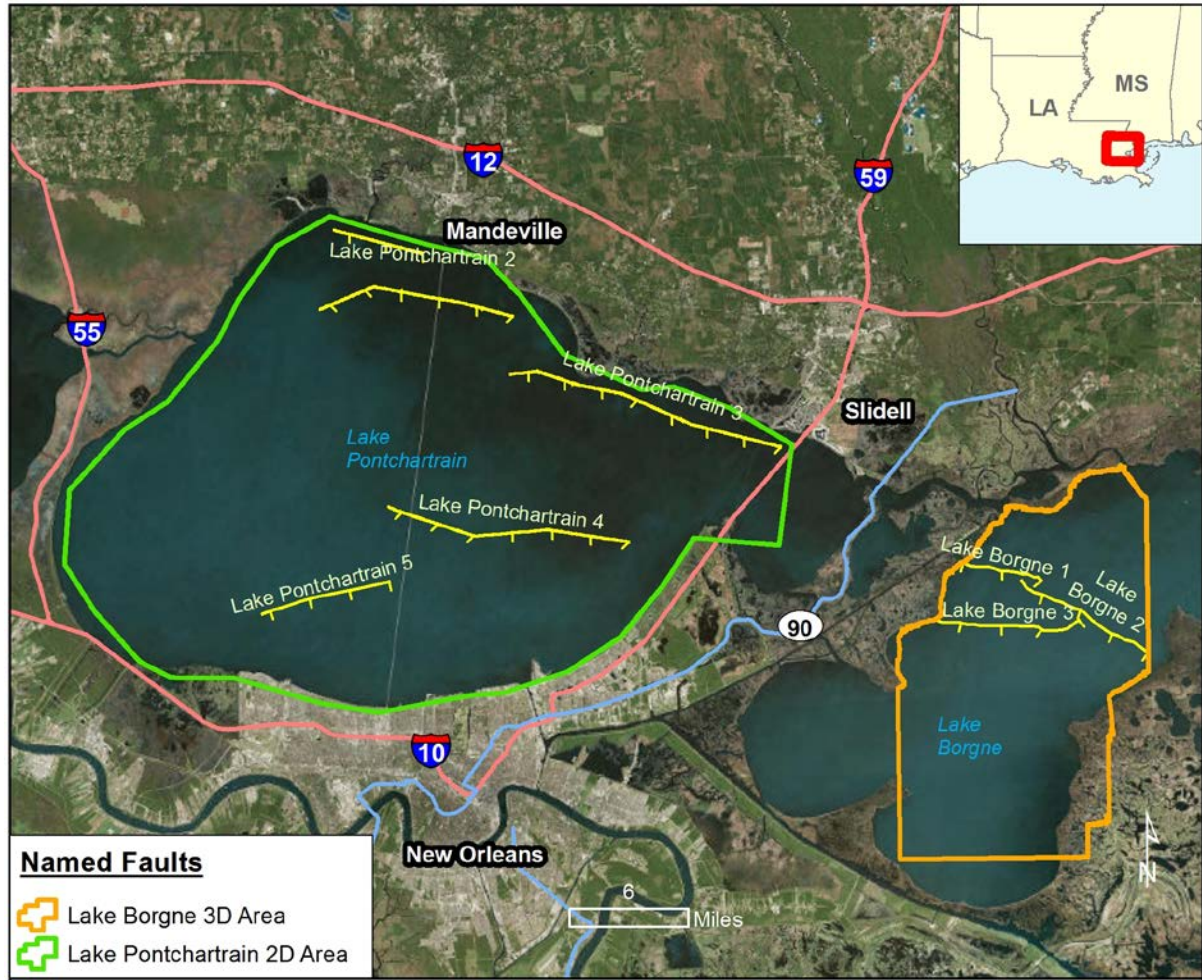 MS
LA
12
59
Mandeville
Lake Pontchartrain 2
55
Lake Pontchartrain 3
Slidell
Lake
Pontchartrain
Lake Pontchartrain 4
Lake Borgne 1
Lake
Borgne 2
Lake Pontchartrain 5
Lake Borgne 3
90
Lake
Borgne
10
New Orleans
N
Named Faults
Lake Borgne 3D Area
Lake Pontchartrain 2D Area
6
Miles